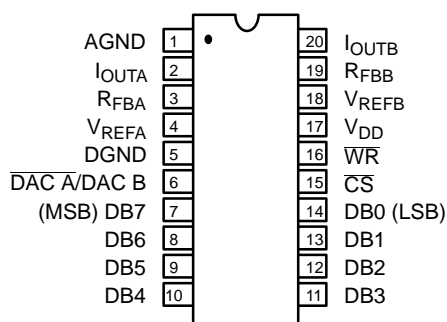 AGND 1 20 IOUTB
IOUTA 2 19 RFBB
RFBA 3 18 VREFB
VREFA 4 17 VDD
DGND 5 16 WR
DAC A/DAC B 6 15 CS
(MSB) DB7 7 14 DB0 (LSB)
DB6 8 13 DB1
DB5 9 12 DB2
DB4 10 11 DB3